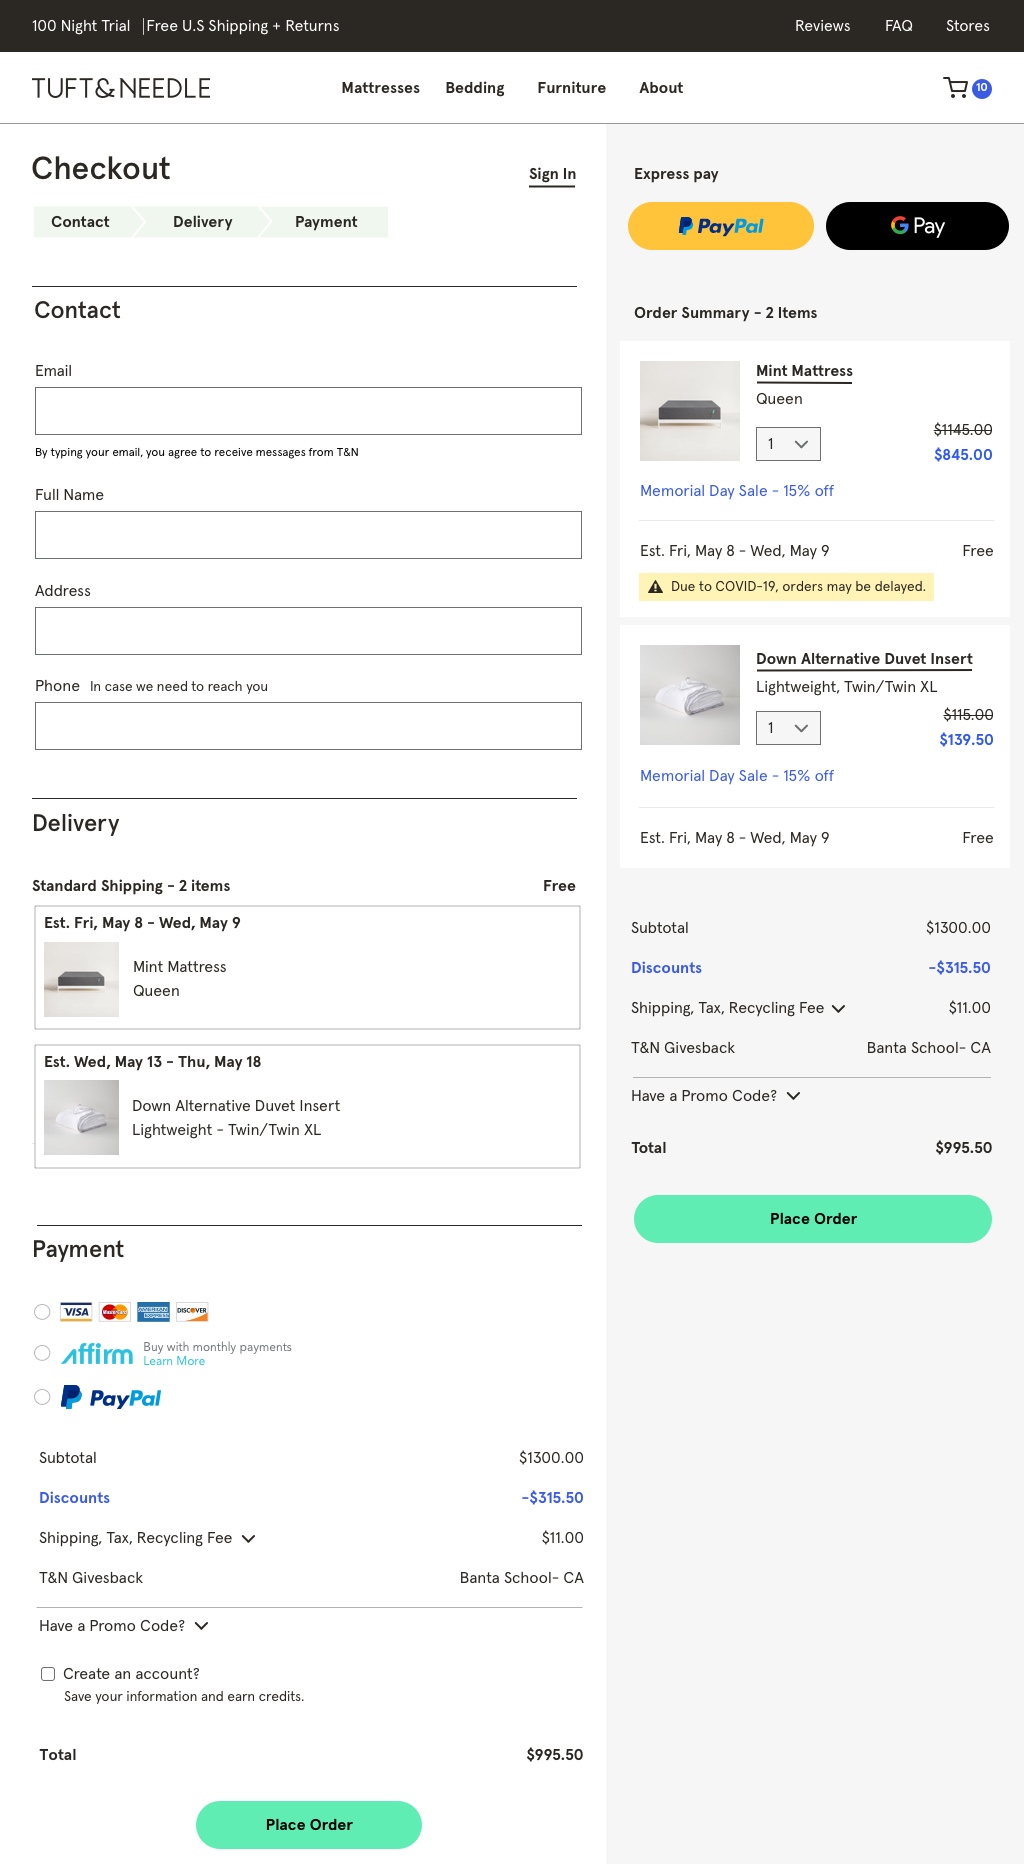 100 Night Trial | Free U.S Shipping + Returns
Reviews FAQ Stores
TUFT&NEEDLE
Mattresses Bedding Furniture About
10
Checkout
Sign In
Contact Delivery Payment
Contact
Email
By typing your email, you agree to receive messages from T&N
Full Name
Address
Phone In case we need to reach you
Delivery
Standard Shipping - 2 items Free
Est. Fri, May 8 - Wed, May 9
Mint Mattress
Queen
Est. Wed, May 13 - Thu, May 18
Down Alternative Duvet Insert
Lightweight - Twin/Twin XL
Payment
VISA MasterCard AMERICAN EXPRESS DISCOVER
affirm
Buy with monthly payments
Learn More
PayPal
Subtotal $1300.00
Discounts -$315.50
Shipping, Tax, Recycling Fee $11.00
T&N Givesback Banta School- CA
Have a Promo Code?
Create an account?
Save your information and earn credits.
Total $995.50
Place Order
Express pay
PayPal
G Pay
Order Summary - 2 Items
Mint Mattress
Queen
1
$1145.00
$845.00
Memorial Day Sale - 15% off
Est. Fri, May 8 - Wed, May 9 Free
Due to COVID-19, orders may be delayed.
Down Alternative Duvet Insert
Lightweight, Twin/Twin XL
1
$115.00
$139.50
Memorial Day Sale - 15% off
Est. Fri, May 8 - Wed, May 9 Free
Subtotal $1300.00
Discounts -$315.50
Shipping, Tax, Recycling Fee $11.00
T&N Givesback Banta School- CA
Have a Promo Code?
Total $995.50
Place Order